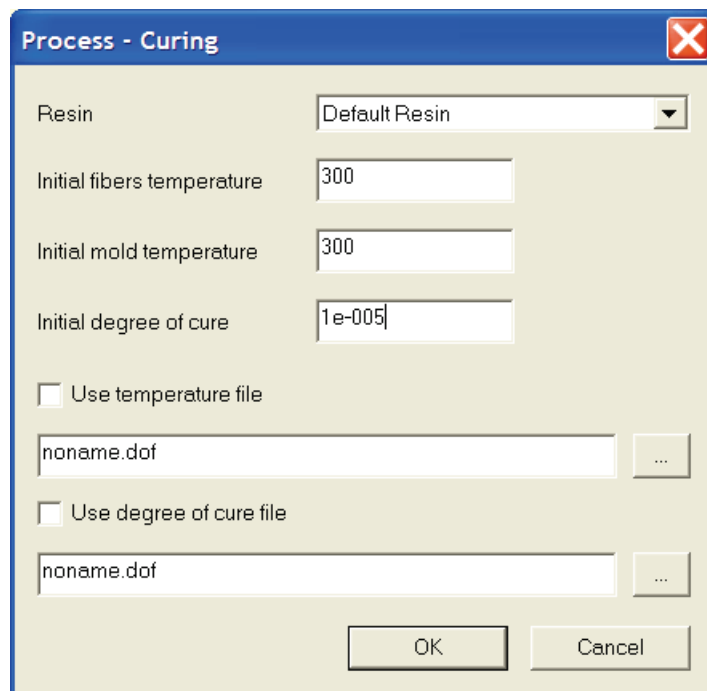 Process - Curing
Resin Default Resin
Initial fibers temperature 300
Initial mold temperature 300
Initial degree of cure 1e-005
Use temperature file
noname.dof ...
Use degree of cure file
noname.dof ...
OK Cancel